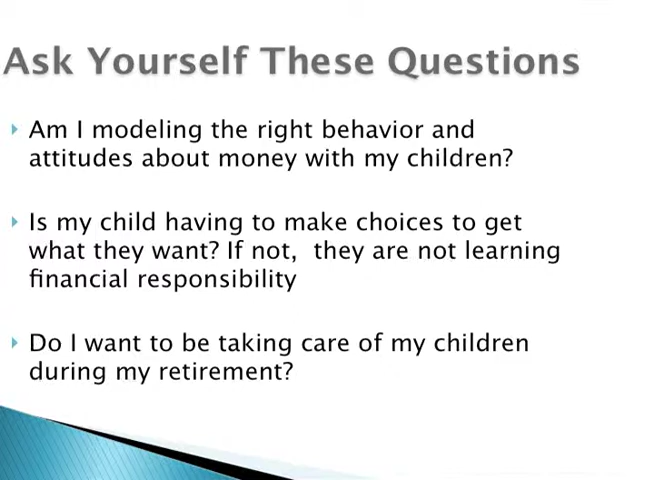 Ask Yourself These Questions
Am I modeling the right behavior and
attitudes about money with my children?
Is my child having to make choices to get
what they want? If not,  they are not learning
financial responsibility
Do I want to be taking care of my children
during my retirement?